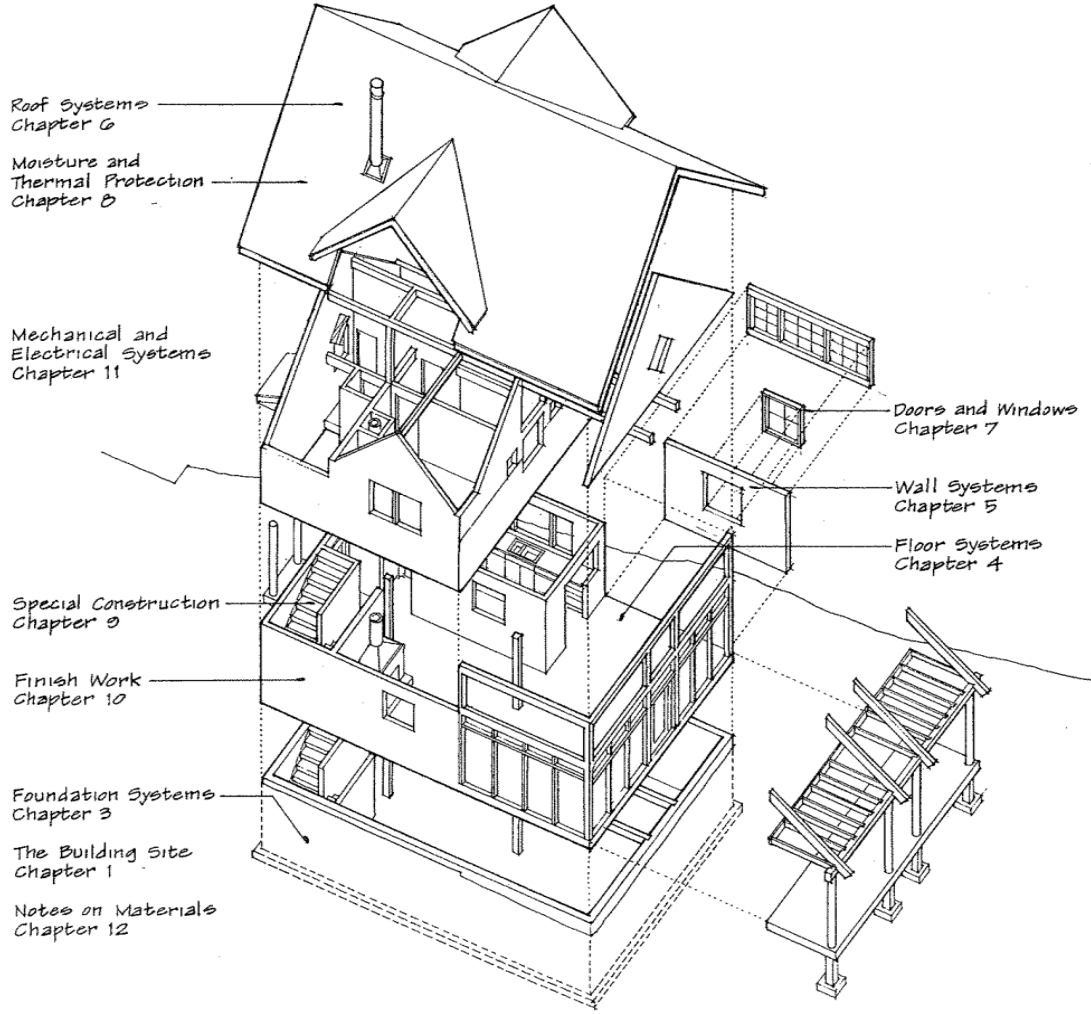 Roof Systems
Chapter 6
Moisture and
Thermal Protection
Chapter 8
Mechanical and
Electrical Systems
Chapter 11
Doors and Windows
Chapter 7
Wall Systems
Chapter 5
Floor Systems
Chapter 4
Special Construction
Chapter 9
Finish Work
Chapter 10
Foundation Systems
Chapter 3
The Building Site
Chapter 1
Notes on Materials
Chapter 12